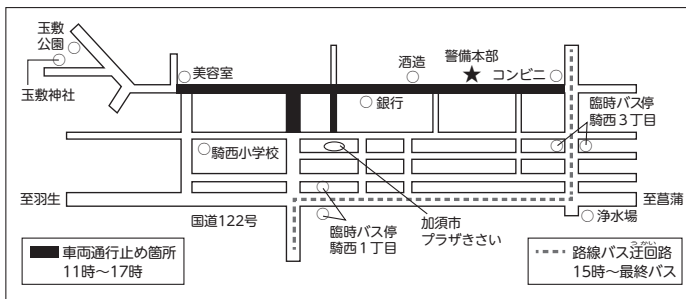 玉敷
公園
玉敷神社
美容室
酒造
警備本部
★
コンビニ
銀行
臨時バス停
騎西3丁目
騎西小学校
至羽生
至菖蒲
国道122号
臨時バス停
騎西1丁目
加須市
プラザきさい
浄水場
車両通行止め箇所
11時〜17時
路線バス迂回路
うかい
15時〜最終バス